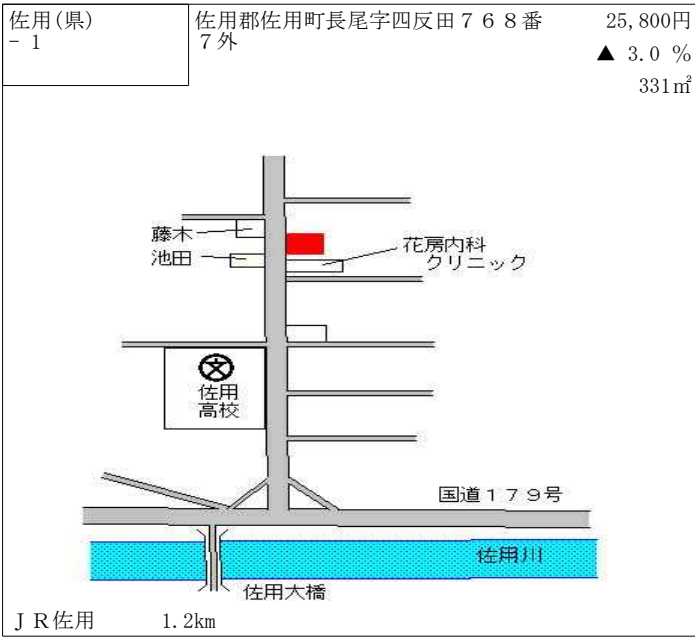 佐用(県)
－ 1
佐用郡佐用町長尾字四反田７６８番
７外
25,800円
▲ 3.0 %
331㎡
藤木
池田
花房内科
クリニック
佐用
高校
国道１７９号
佐用川
佐用大橋
ＪＲ佐用 1.2km